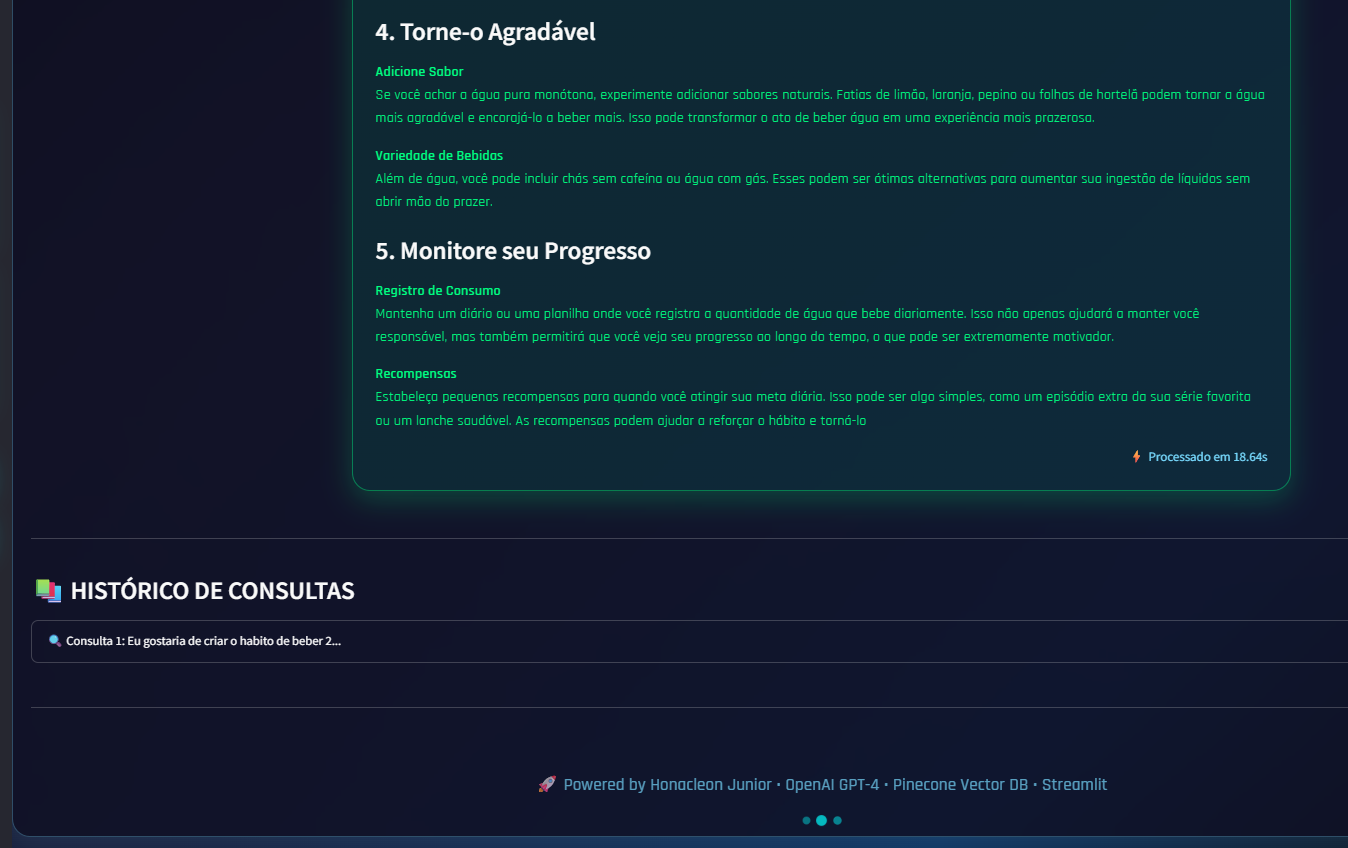 4. Torne-o Agradável
Adicione Sabor
Se você achar a água pura monótona, experimente adicionar sabores naturais. Fatias de limão, laranja, pepino ou folhas de hortelã podem tornar a água
mais agradável e encorajá-lo a beber mais. Isso pode transformar o ato de beber água em uma experiência mais prazerosa.
Variedade de Bebidas
Além de água, você pode incluir chás sem cafeína ou água com gás. Esses podem ser ótimas alternativas para aumentar sua ingestão de líquidos sem
abrir mão do prazer.
5. Monitore seu Progresso
Registro de Consumo
Mantenha um diário ou uma planilha onde você registra a quantidade de água que bebe diariamente. Isso não apenas ajudará a manter você
responsável, mas também permitirá que você veja seu progresso ao longo do tempo, o que pode ser extremamente motivador.
Recompensas
Estabeleça pequenas recompensas para quando você atingir sua meta diária. Isso pode ser algo simples, como um episódio extra da sua série favorita
ou um lanche saudável. As recompensas podem ajudar a reforçar o hábito e torná-lo
⚡ Processado em 18.64s
📚 HISTÓRICO DE CONSULTAS
🔍 Consulta 1: Eu gostaria de criar o habito de beber 2...
🚀 Powered by Honacleon Junior • OpenAI GPT-4 • Pinecone Vector DB • Streamlit